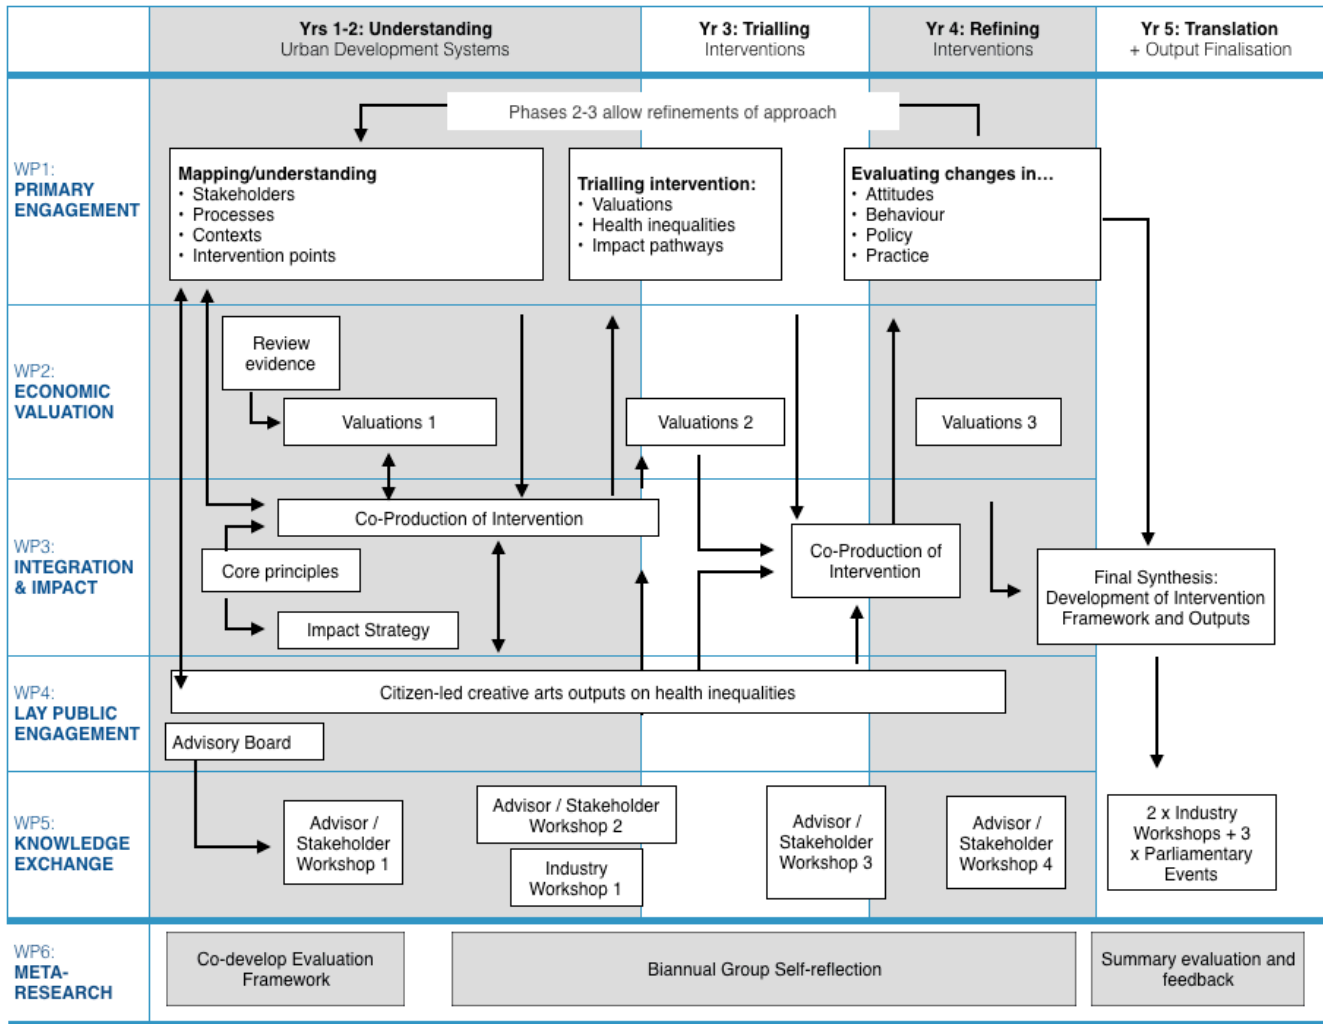 Yrs 1-2: Understanding
Urban Development Systems
Yr 3: Trialling
Interventions
Yr 4: Refining
Interventions
Yr 5: Translation
+ Output Finalisation
Phases 2-3 allow refinements of approach
WP1:
PRIMARY
ENGAGEMENT
Mapping/understanding
• Stakeholders
• Processes
• Contexts
• Intervention points
Trialling intervention:
• Valuations
• Health inequalities
• Impact pathways
Evaluating changes in…
• Attitudes
• Behaviour
• Policy
• Practice
WP2:
ECONOMIC
VALUATION
Review
evidence
Valuations 1
Valuations 2
Valuations 3
WP3:
INTEGRATION
& IMPACT
Co-Production of Intervention
Core principles
Impact Strategy
Co-Production of
Intervention
Final Synthesis:
Development of Intervention
Framework and Outputs
WP4:
LAY PUBLIC
ENGAGEMENT
Citizen-led creative arts outputs on health inequalities
Advisory Board
WP5:
KNOWLEDGE
EXCHANGE
Advisor /
Stakeholder
Workshop 1
Advisor / Stakeholder
Workshop 2
Industry
Workshop 1
Advisor /
Stakeholder
Workshop 3
Advisor /
Stakeholder
Workshop 4
2 x Industry
Workshops + 3
x Parliamentary
Events
WP6:
META-
RESEARCH
Co-develop Evaluation
Framework
Biannual Group Self-reflection
Summary evaluation and
feedback